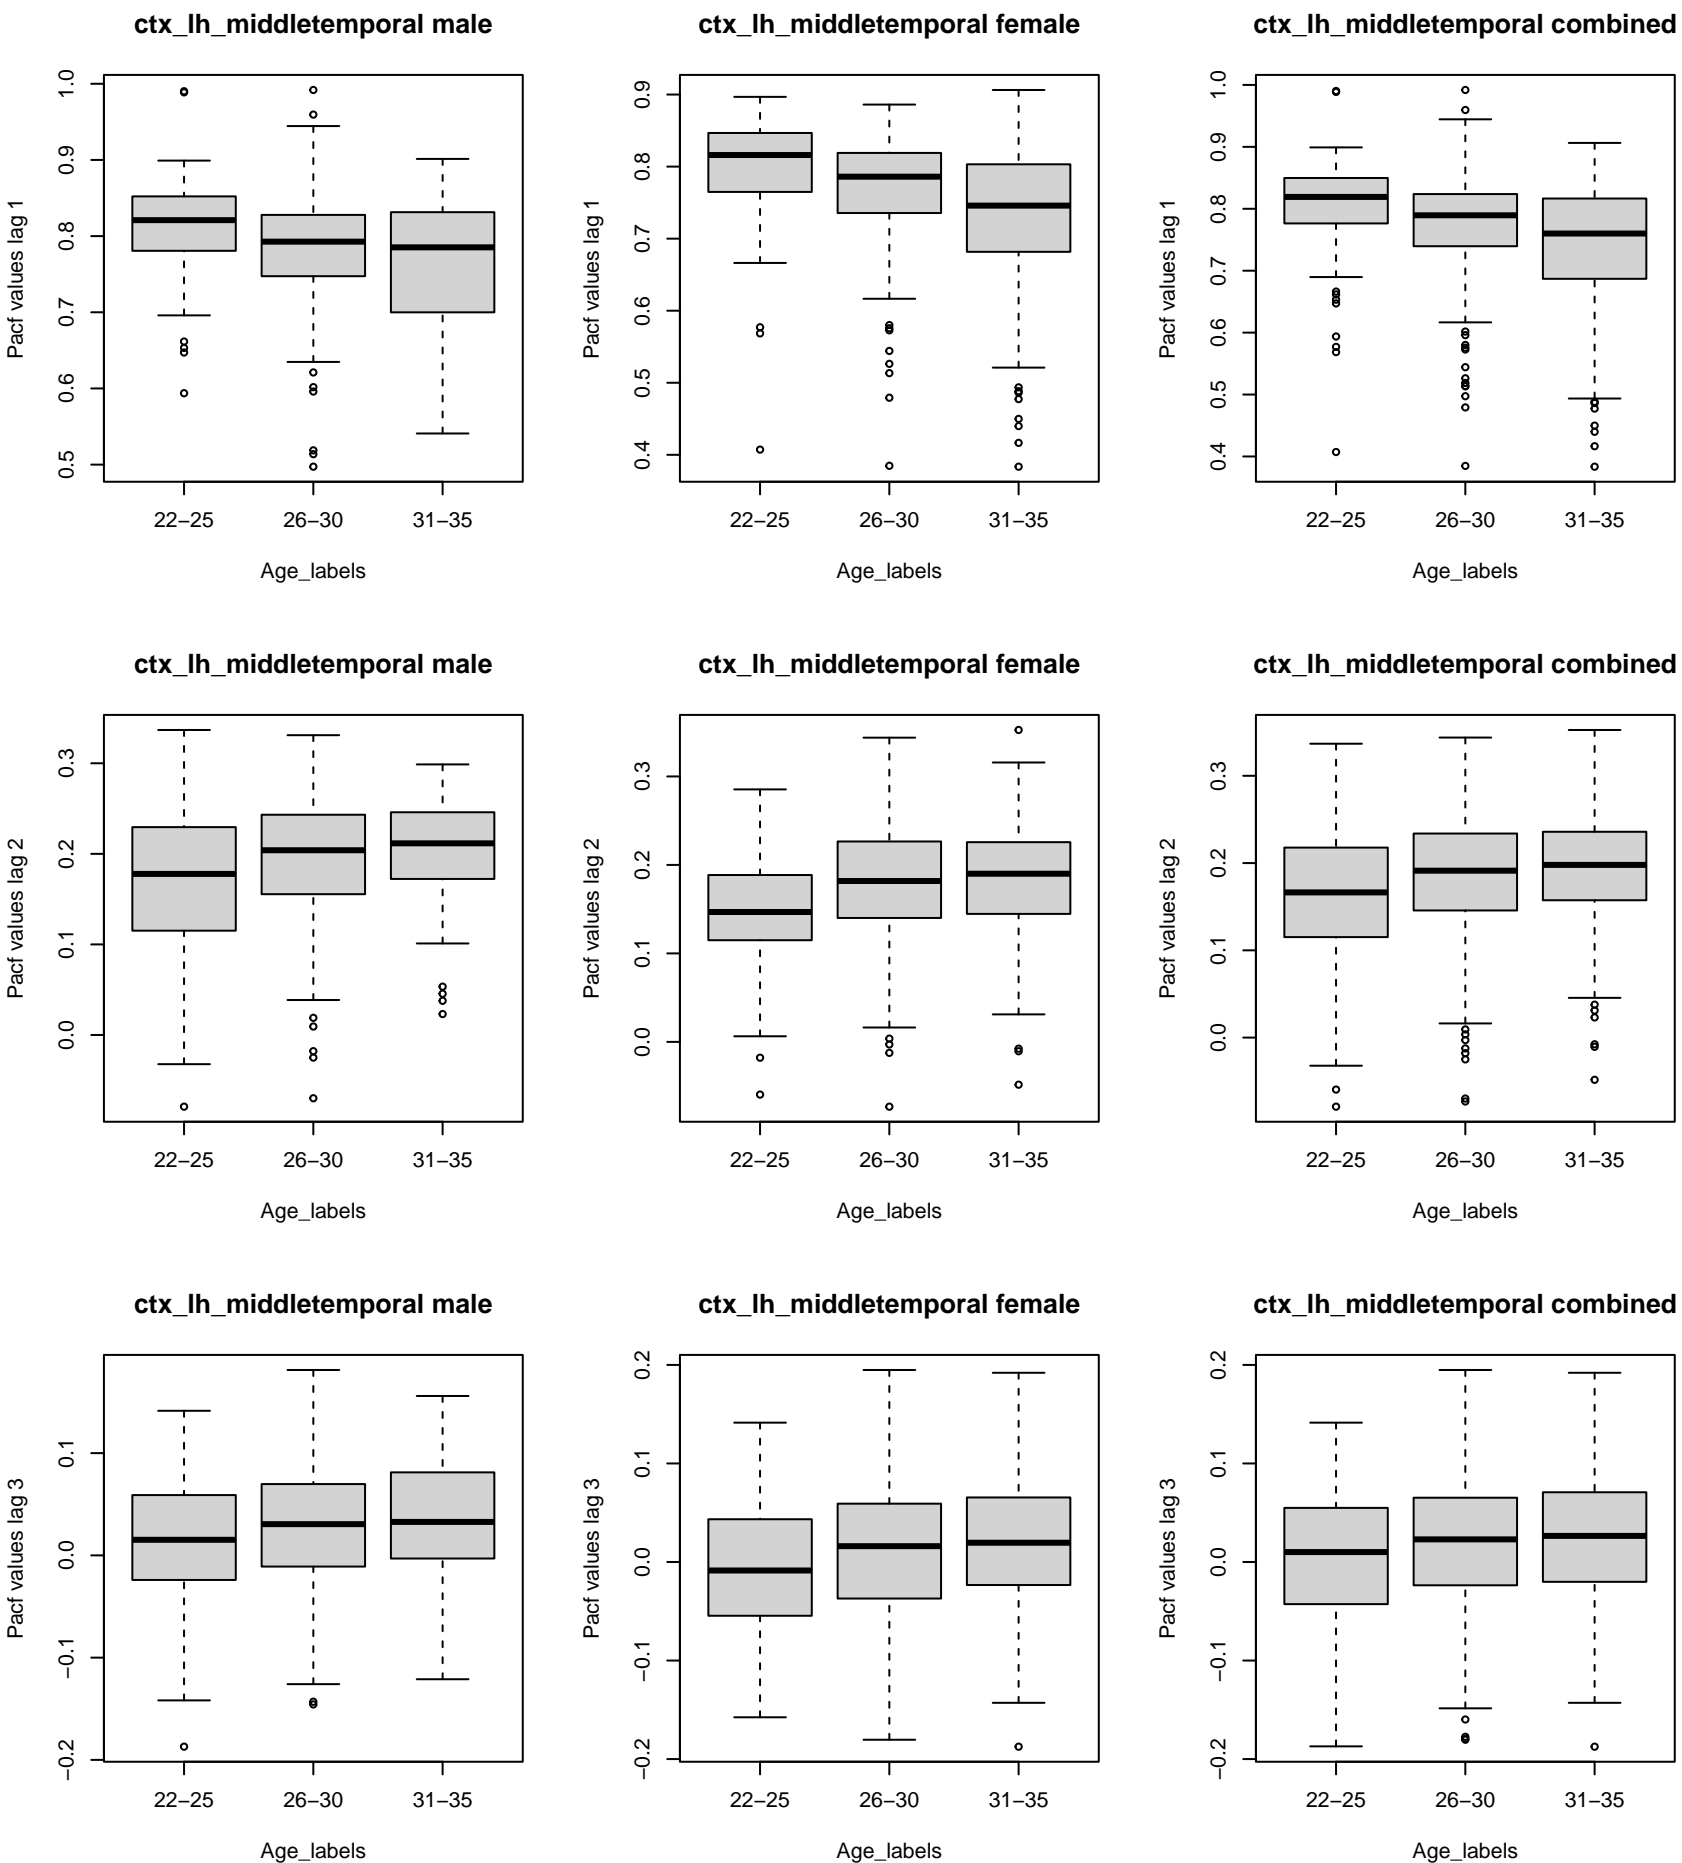 ctx_lh_middletemporal male
Pacf values lag 1
1.0
0.9
0.8
0.7
0.6
0.5
22−25 26−30 31−35
Age_labels
ctx_lh_middletemporal female
Pacf values lag 1
0.9
0.8
0.7
0.6
0.5
0.4
22−25 26−30 31−35
Age_labels
ctx_lh_middletemporal combined
Pacf values lag 1
1.0
0.9
0.8
0.7
0.6
0.5
0.4
22−25 26−30 31−35
Age_labels
ctx_lh_middletemporal male
Pacf values lag 2
0.3
0.2
0.1
0.0
22−25 26−30 31−35
Age_labels
ctx_lh_middletemporal female
Pacf values lag 2
0.3
0.2
0.1
0.0
22−25 26−30 31−35
Age_labels
ctx_lh_middletemporal combined
Pacf values lag 2
0.3
0.2
0.1
0.0
22−25 26−30 31−35
Age_labels
ctx_lh_middletemporal male
Pacf values lag 3
0.1
0.0
−0.1
−0.2
22−25 26−30 31−35
Age_labels
ctx_lh_middletemporal female
Pacf values lag 3
0.2
0.1
0.0
−0.1
−0.2
22−25 26−30 31−35
Age_labels
ctx_lh_middletemporal combined
Pacf values lag 3
0.2
0.1
0.0
−0.1
−0.2
22−25 26−30 31−35
Age_labels